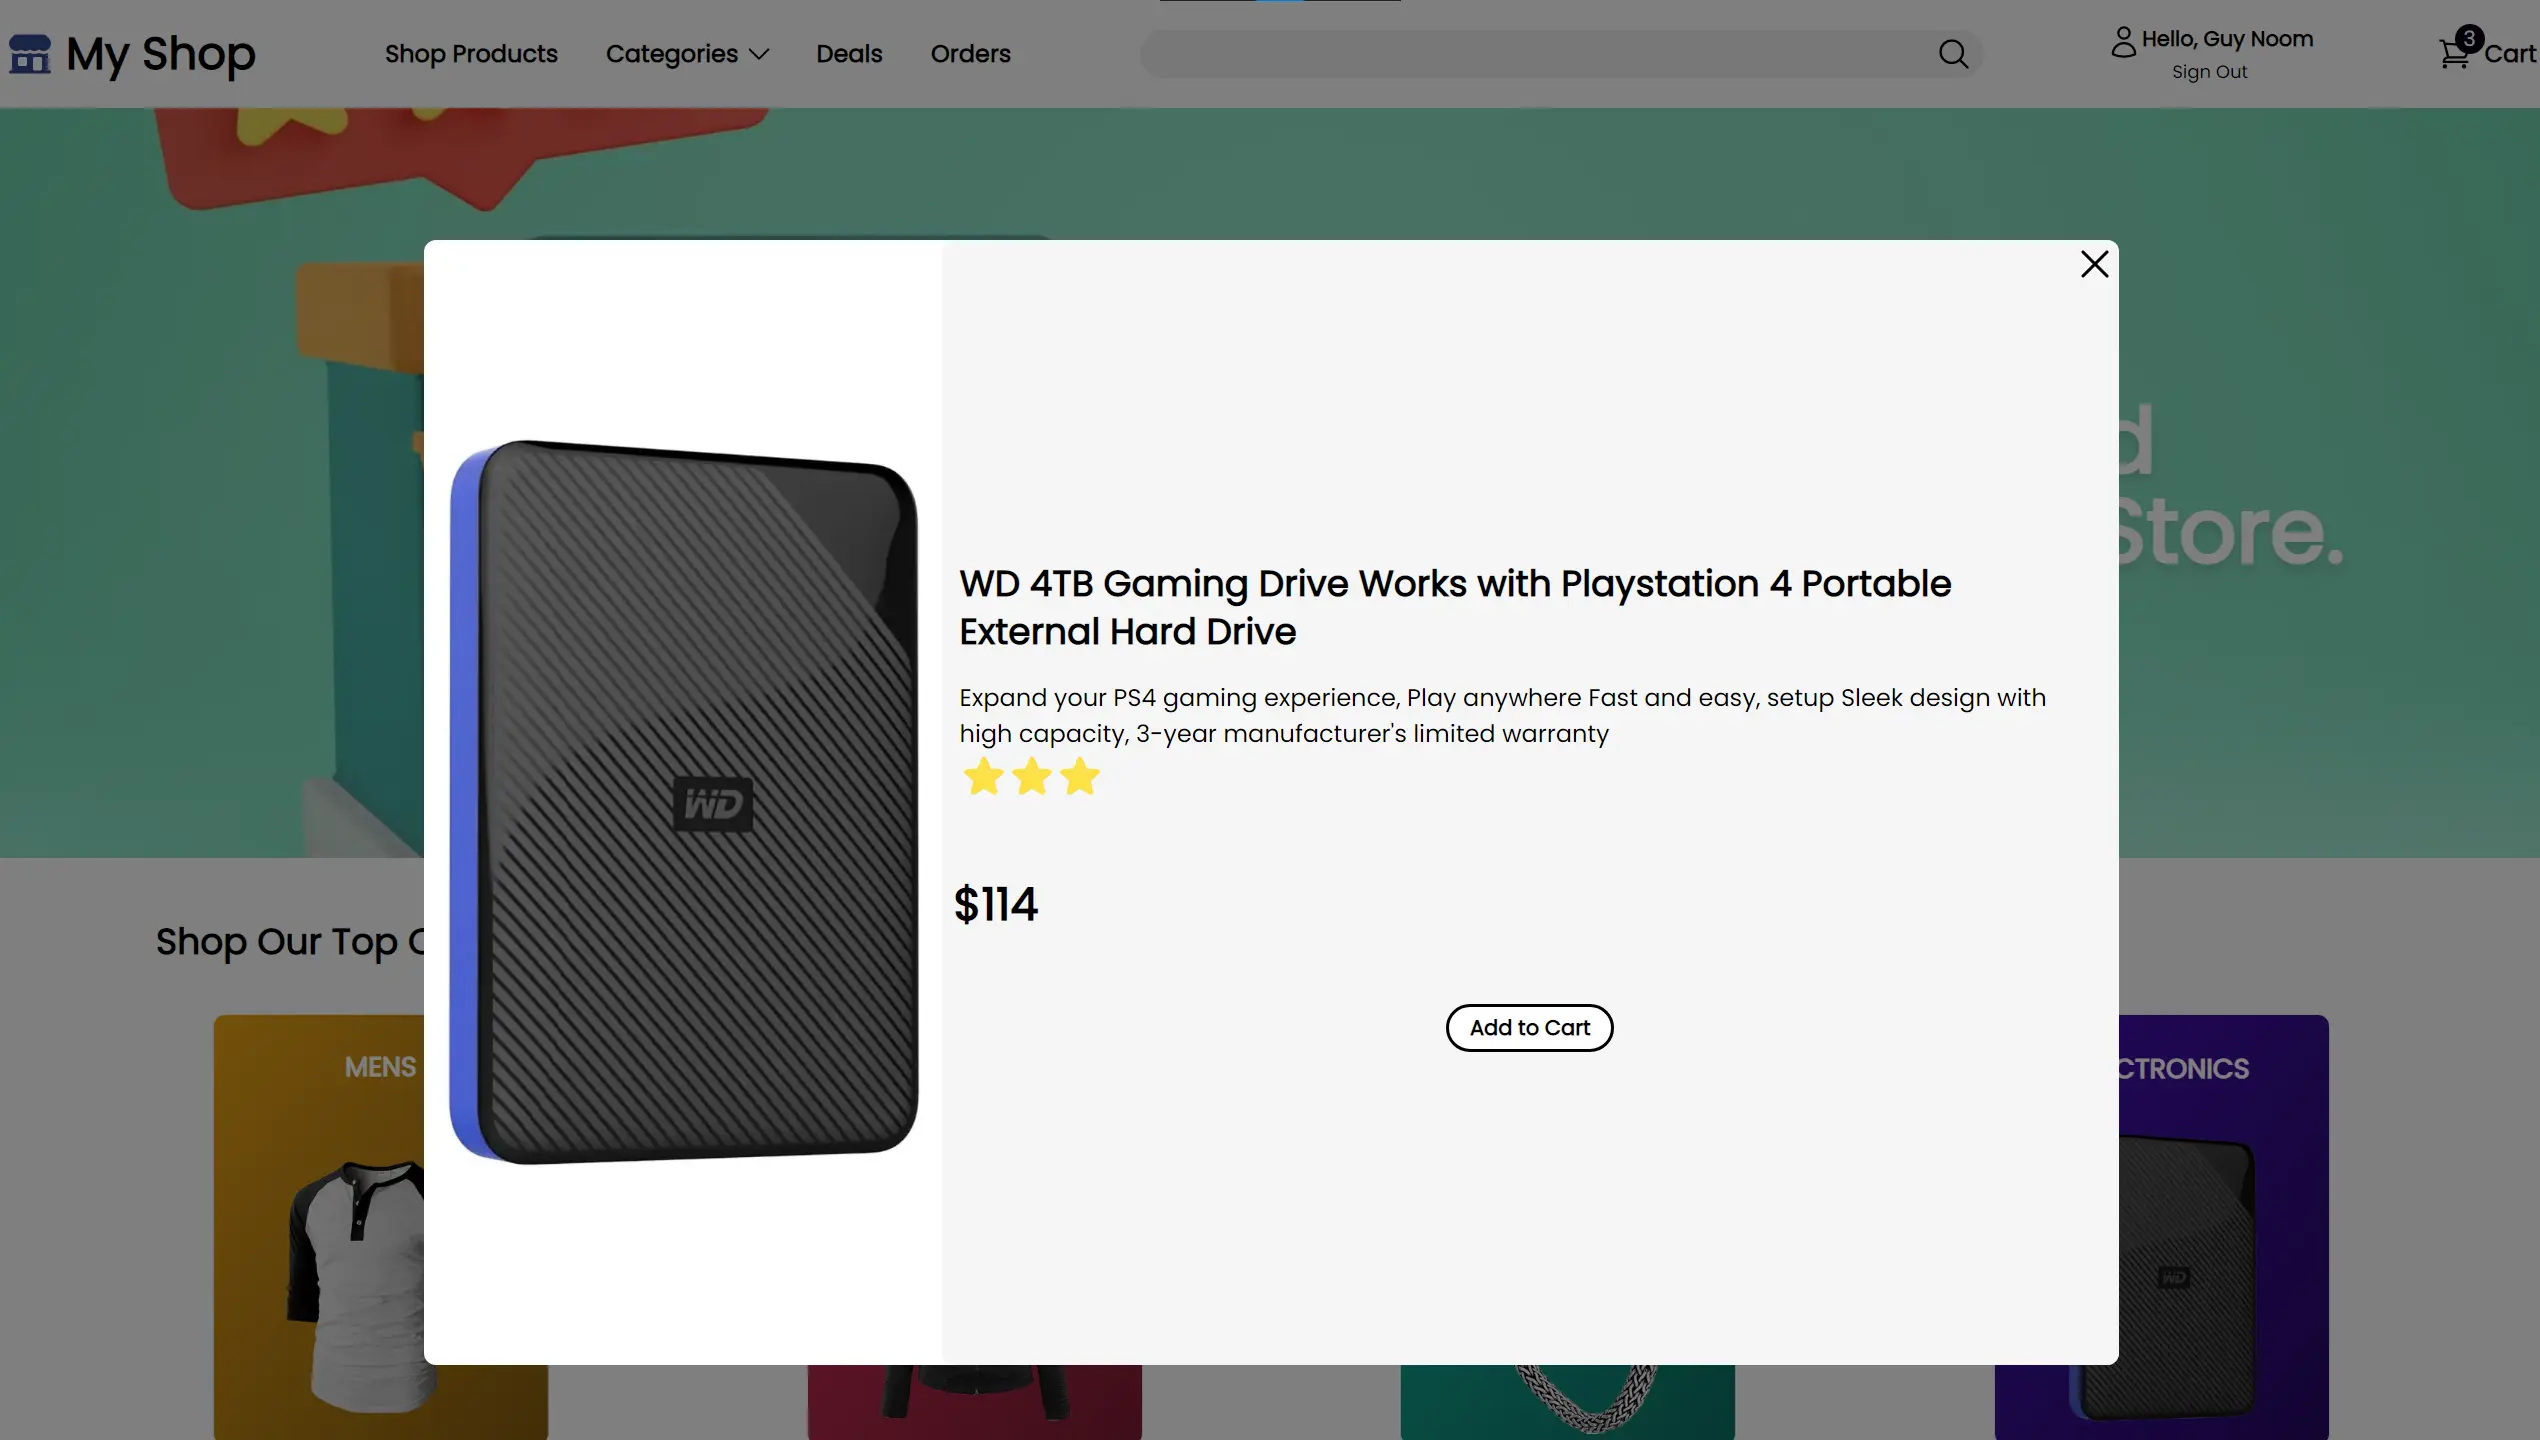 My Shop
Shop Products
Categories
Deals
Orders
Hello, Guy Noom
Sign Out
3
Cart
d
Store.
WD 4TB Gaming Drive Works with Playstation 4 Portable
External Hard Drive
Expand your PS4 gaming experience, Play anywhere Fast and easy, setup Sleek design with
high capacity, 3-year manufacturer's limited warranty
WD
$114
Add to Cart
Shop Our Top
MENS
CTRONICS
WD